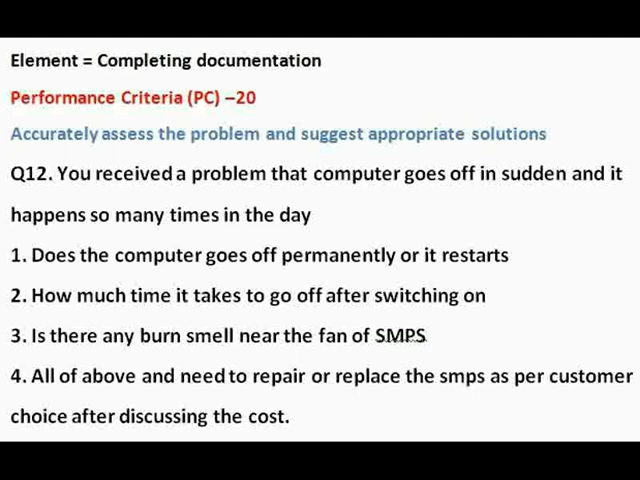 Element = Completing documentation
Performance Criteria (PC) –20
Accurately assess the problem and suggest appropriate solutions
Q12. You received a problem that computer goes off in sudden and it
happens so many times in the day
1. Does the computer goes off permanently or it restarts
2. How much time it takes to go off after switching on
3. Is there any burn smell near the fan of SMPS
4. All of above and need to repair or replace the smps as per customer
choice after discussing the cost.